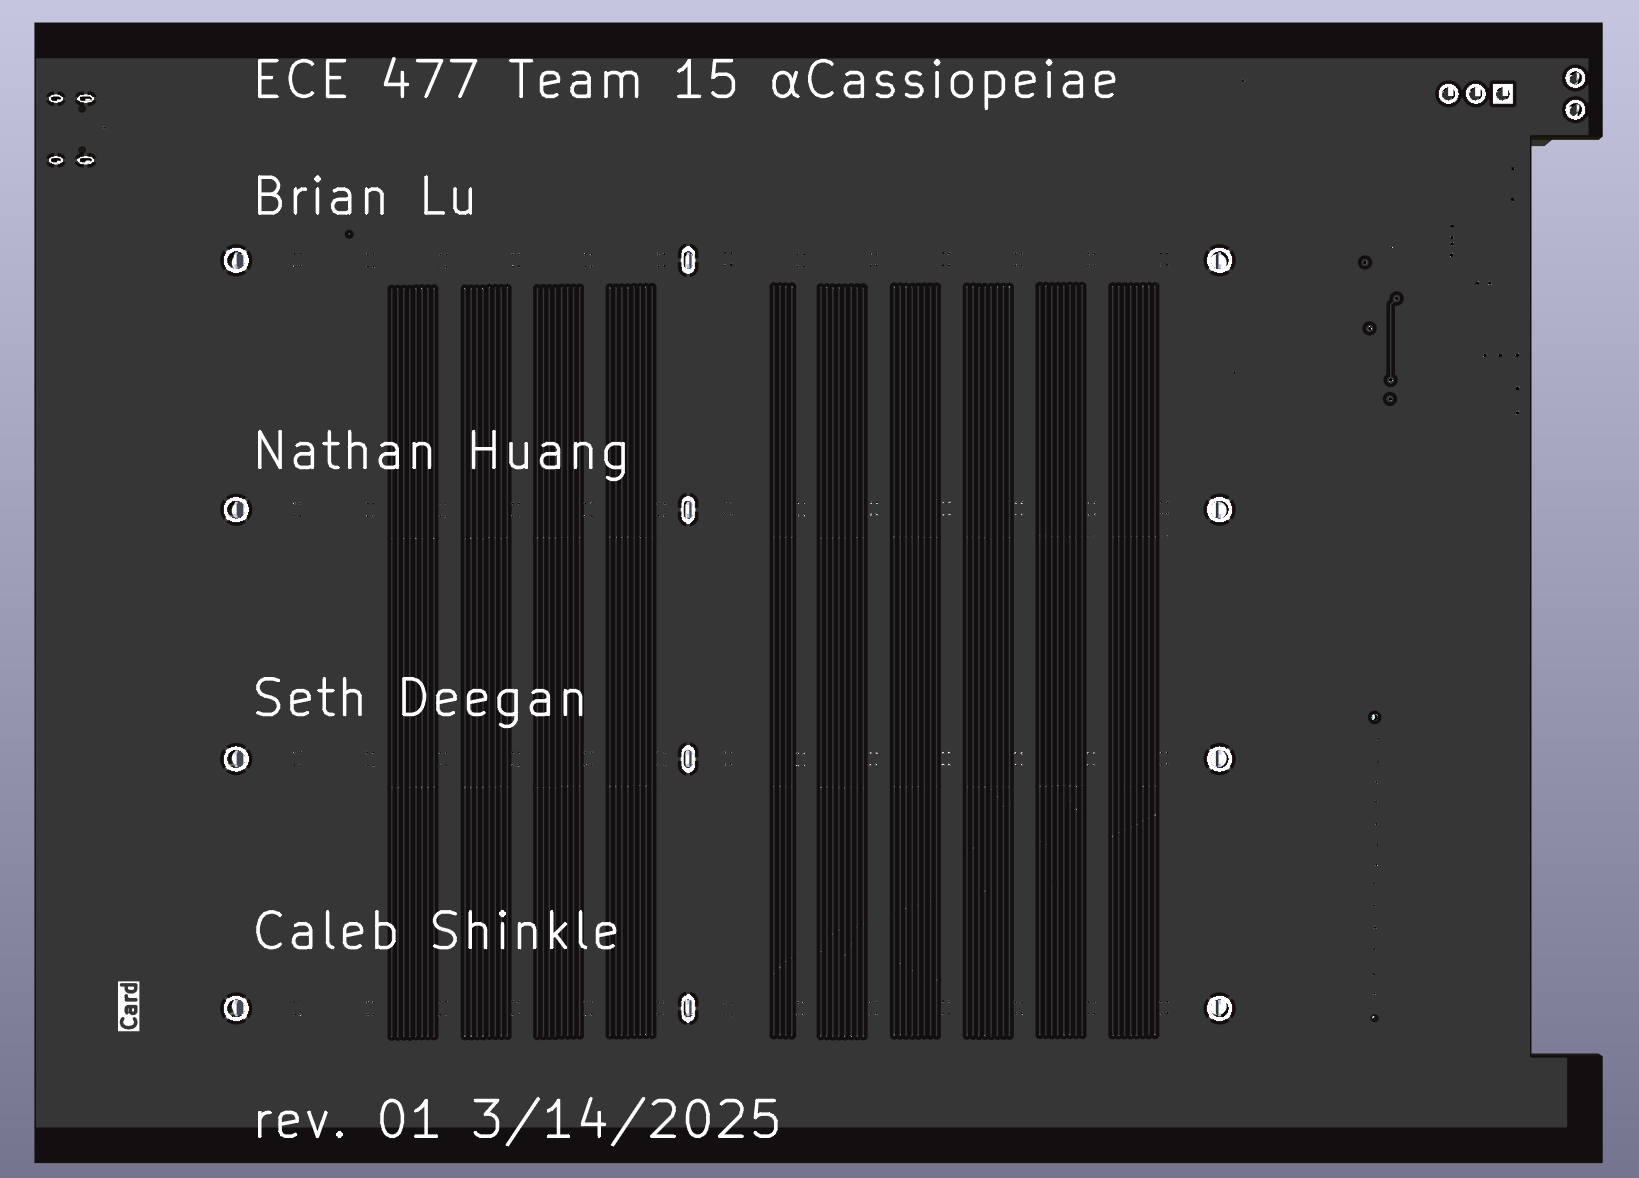 ECE 477 Team 15 αCassiopeiae
Brian Lu
Nathan Huang
Seth Deegan
Caleb Shinkle
Card
rev. 01 3/14/2025